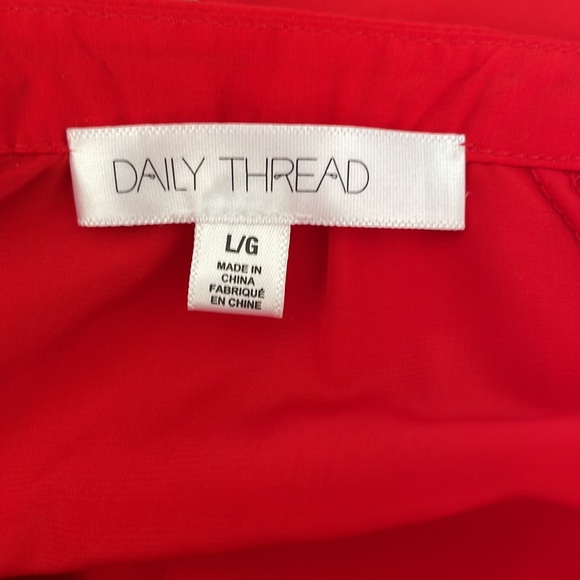 DAILY THREAD
L/G
MADE IN
CHINA
FABRIQUÉ
EN CHINE